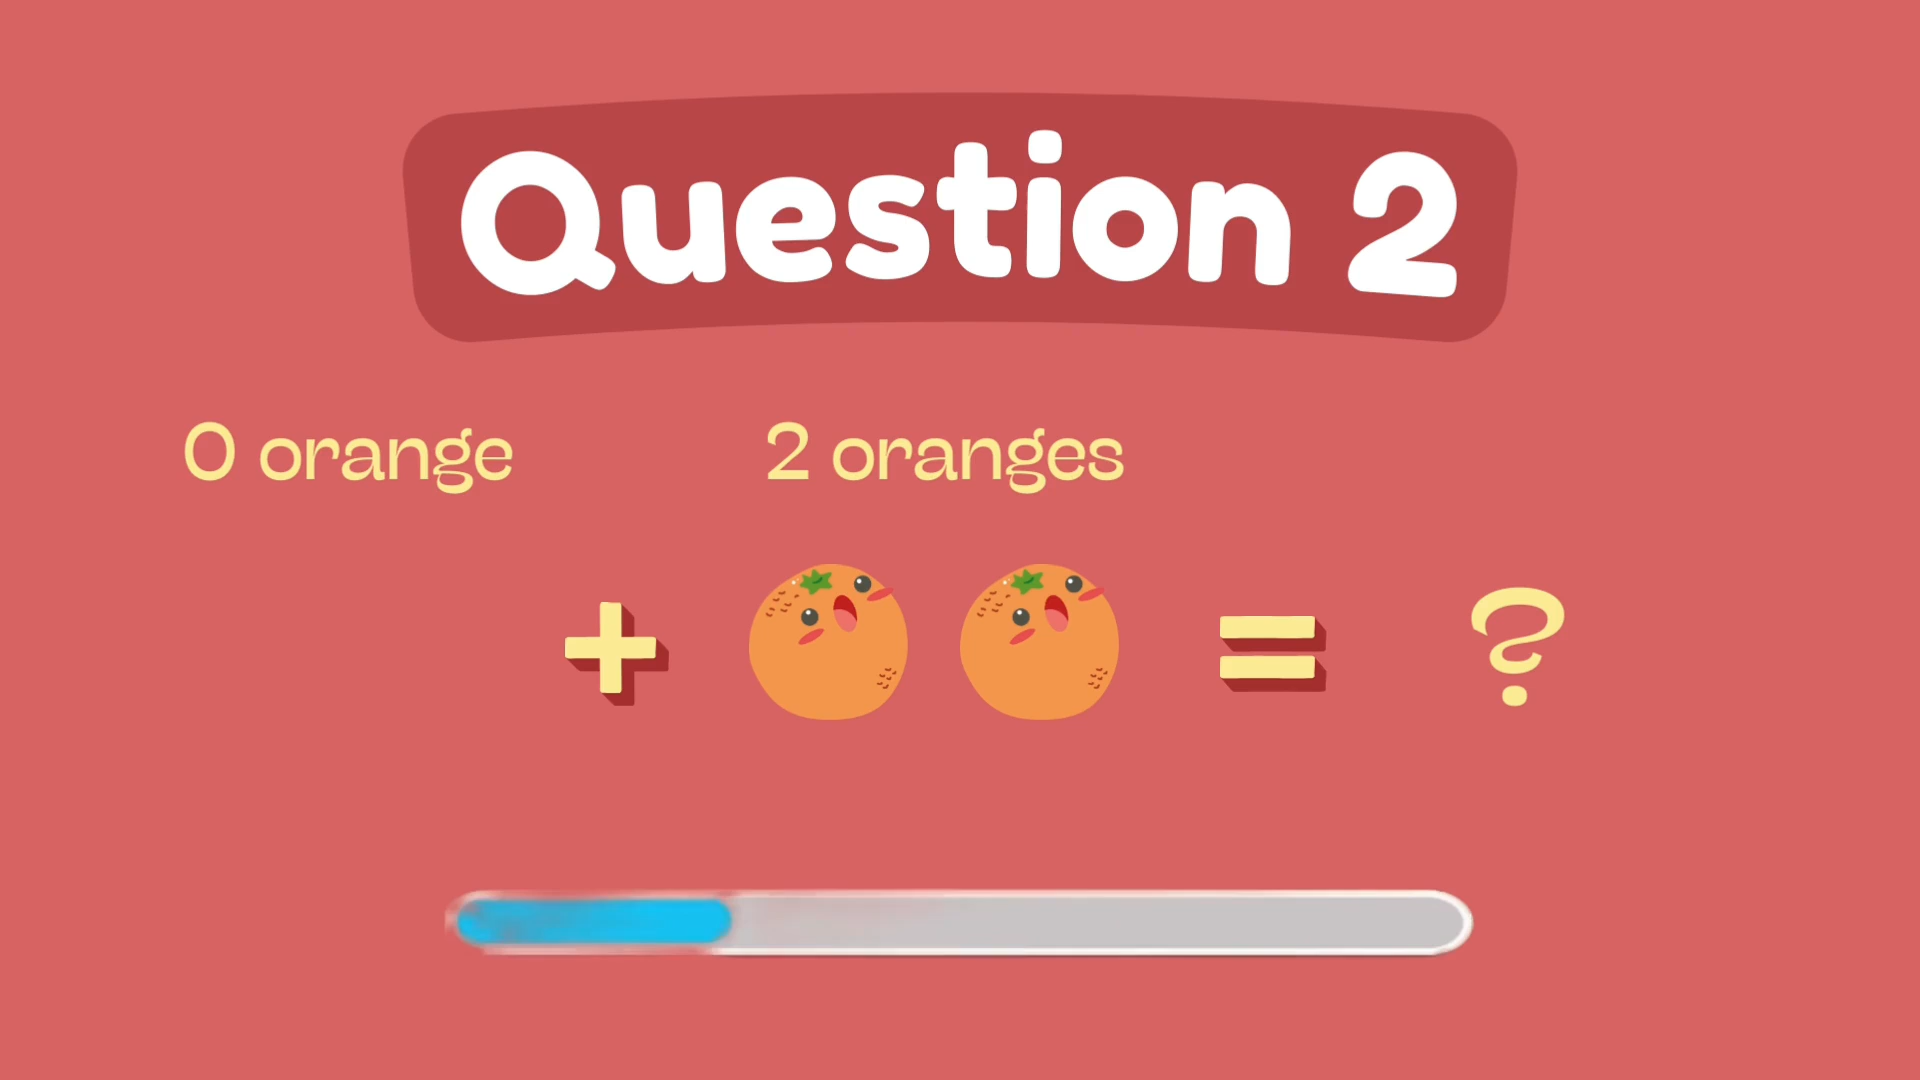 Question 2
0 orange 2 oranges
+ = ?